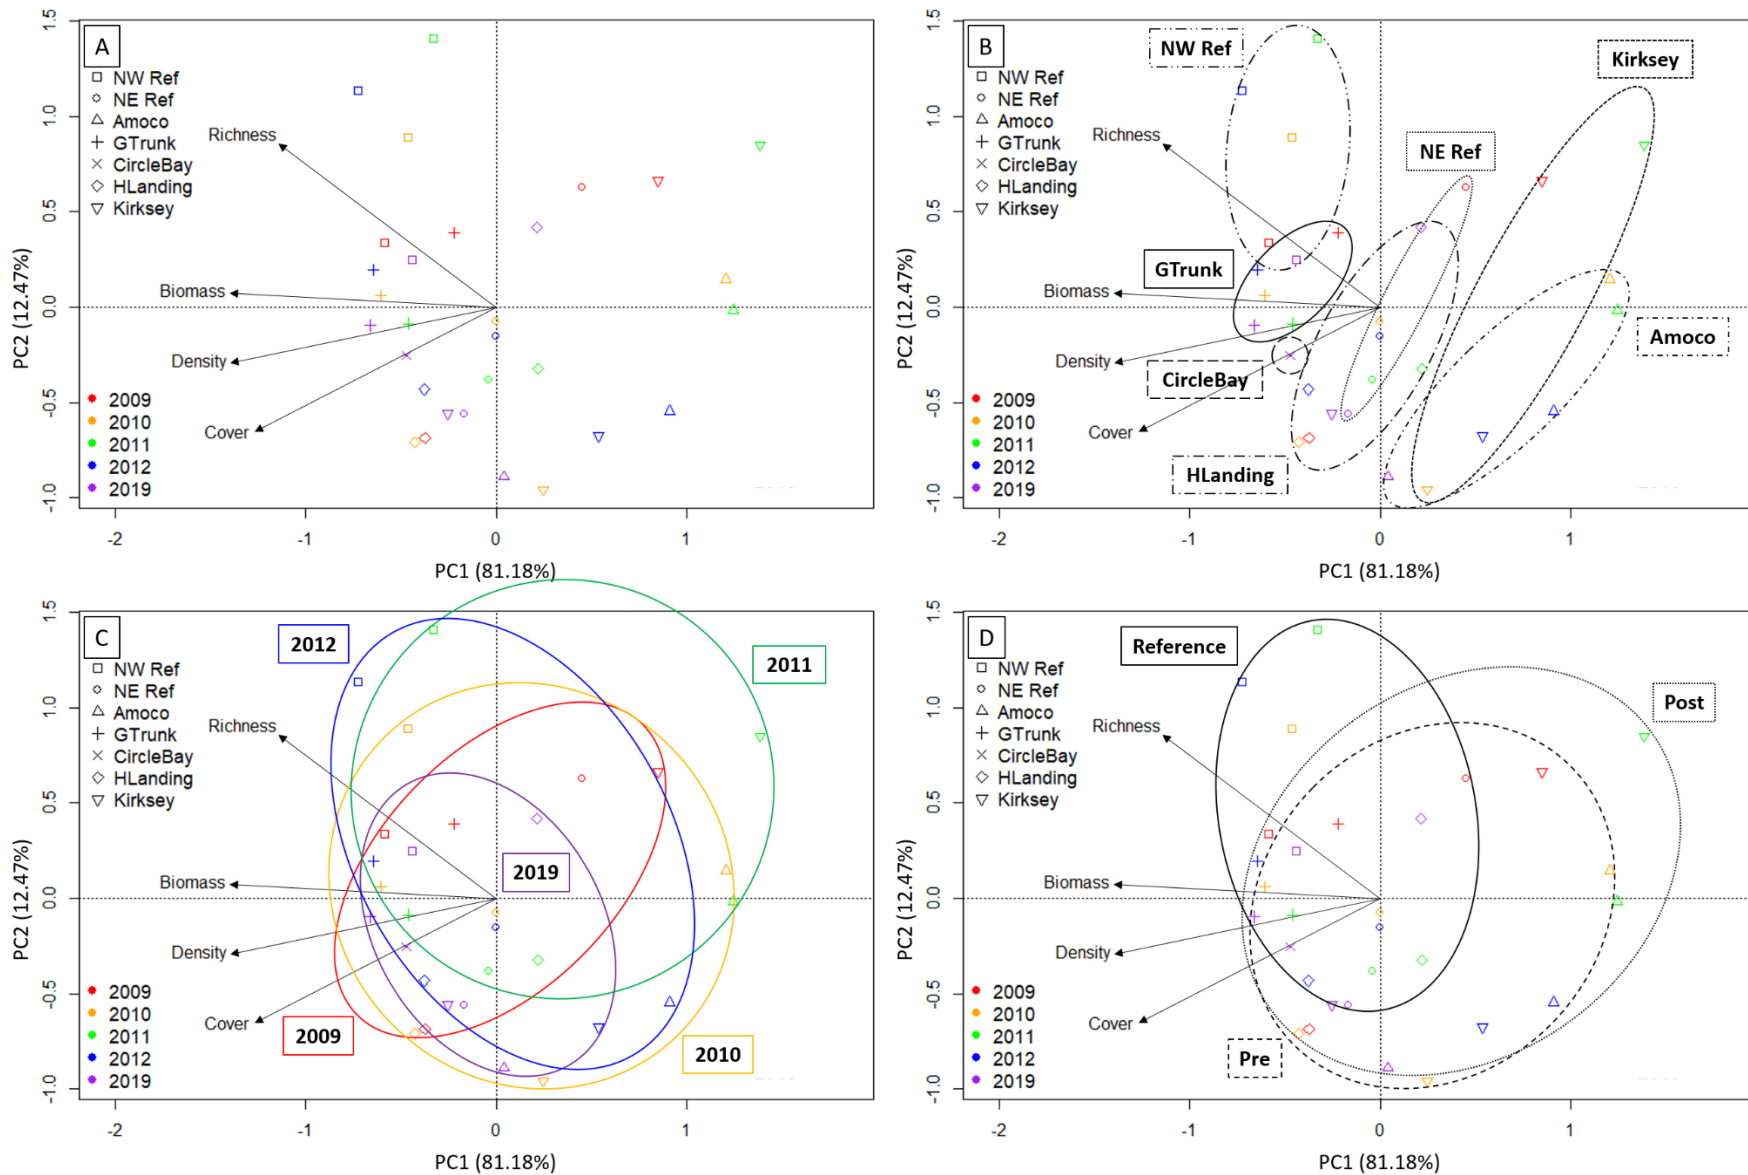 A
NW Ref
NE Ref
Amoco
GTrunk
CircleBay
HLanding
Kirksey
Richness
Biomass
Density
Cover
2009
2010
2011
2012
2019
1.5
1.0
0.5
0.0
-0.5
-1.0
PC2 (12.47%)
-2
-1
0
1
PC1 (81.18%)
B
NW Ref
NE Ref
Amoco
GTrunk
CircleBay
HLanding
Kirksey
NW Ref
Kirksey
NE Ref
GTrunk
Amoco
CircleBay
HLanding
Richness
Biomass
Density
Cover
2009
2010
2011
2012
2019
1.5
1.0
0.5
0.0
-0.5
-1.0
PC2 (12.47%)
-2
-1
0
1
PC1 (81.18%)
C
NW Ref
NE Ref
Amoco
GTrunk
CircleBay
HLanding
Kirksey
2012
2011
2019
2009
2010
Richness
Biomass
Density
Cover
2009
2010
2011
2012
2019
1.5
1.0
0.5
0.0
-0.5
-1.0
PC2 (12.47%)
-2
-1
0
1
PC1 (81.18%)
D
NW Ref
NE Ref
Amoco
GTrunk
CircleBay
HLanding
Kirksey
Reference
Post
Pre
Richness
Biomass
Density
Cover
2009
2010
2011
2012
2019
1.5
1.0
0.5
0.0
-0.5
-1.0
PC2 (12.47%)
-2
-1
0
1
PC1 (81.18%)